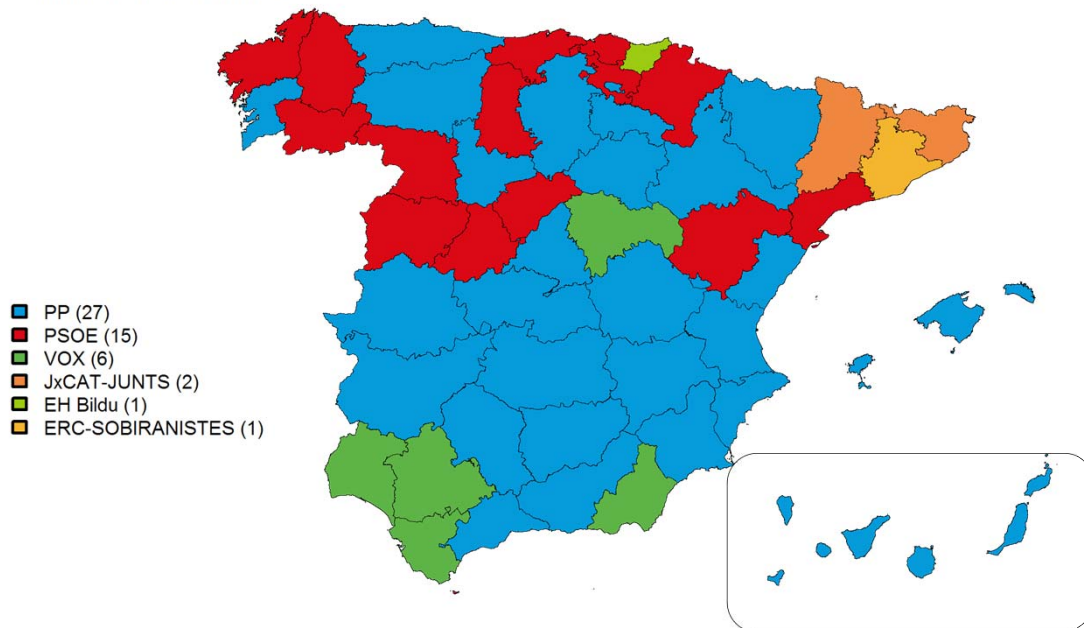 PP (27)
PSOE (15)
VOX (6)
JxCAT-JUNTS (2)
EH Bildu (1)
ERC-SOBIRANISTES (1)